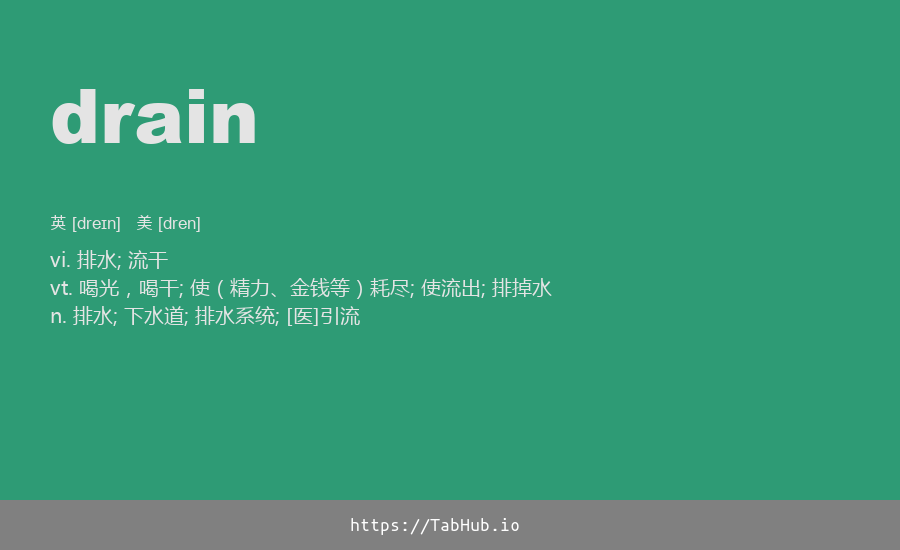 drain
英 [dreɪn] 美 [dren]
vi. 排水; 流干
vt. 喝光，喝干; 使（精力、金钱等）耗尽; 使流出; 排掉水
n. 排水; 下水道; 排水系统; [医]引流
https://TabHub.io